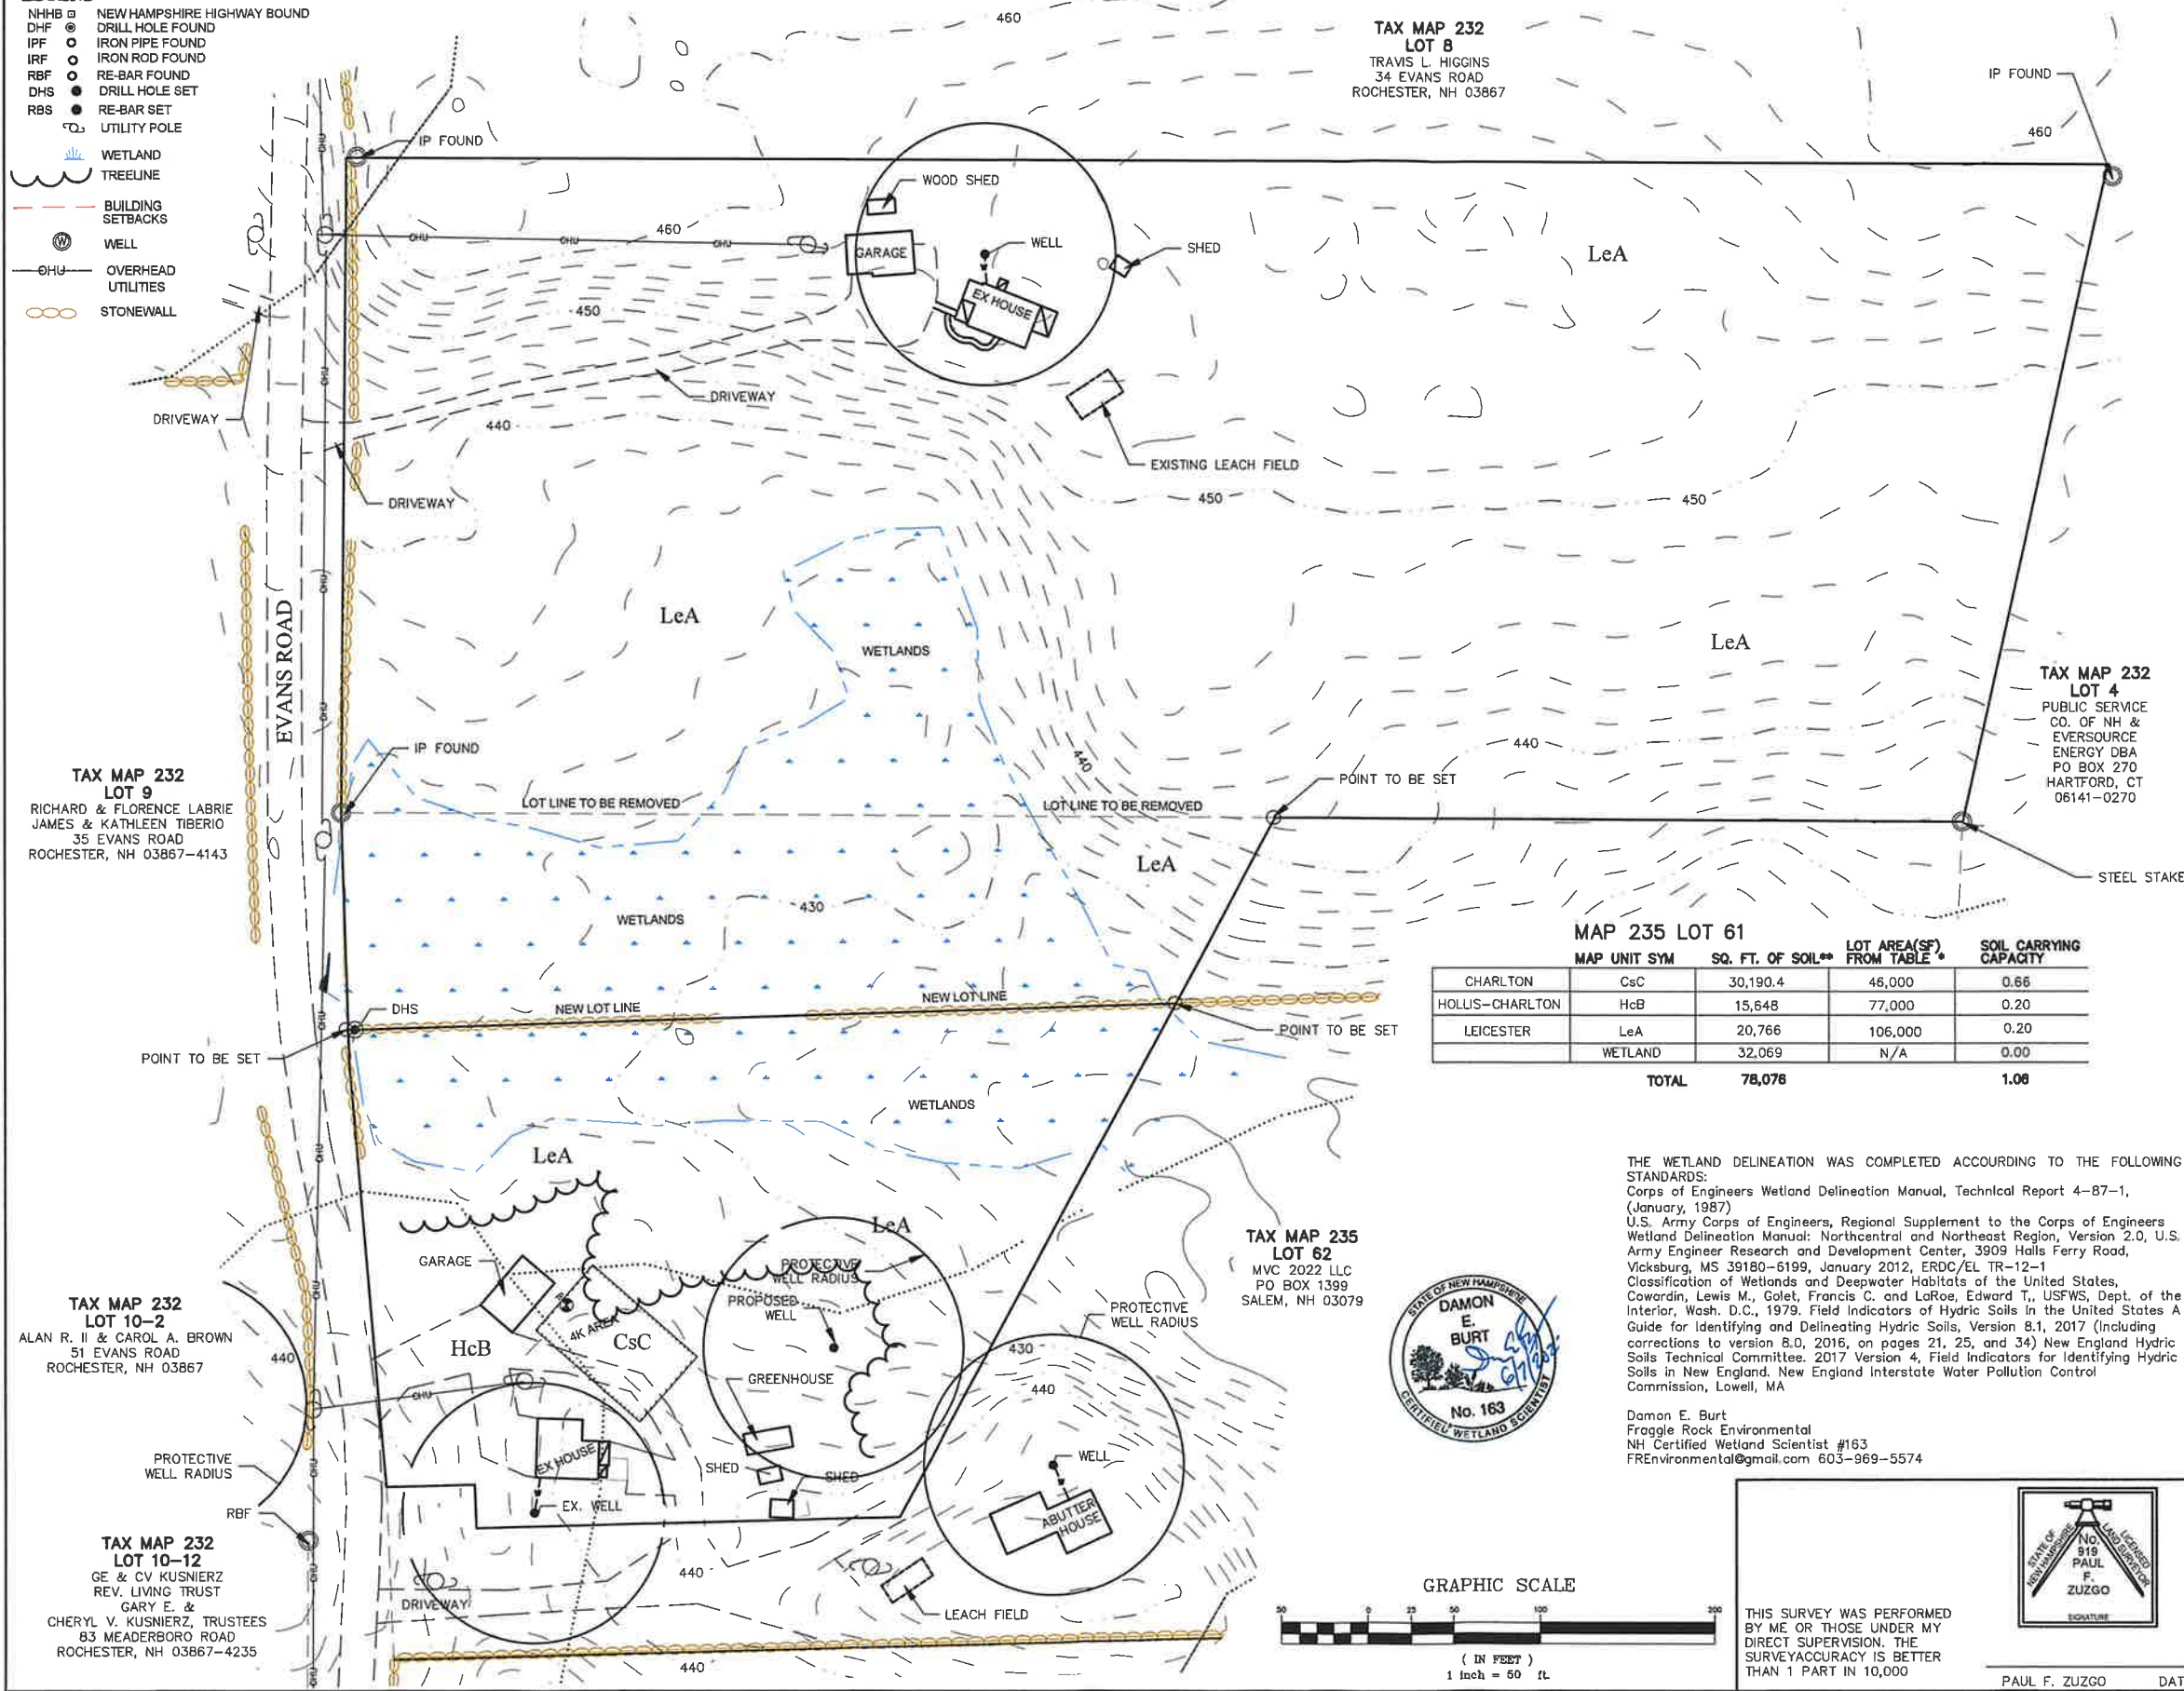 NHHB NEW HAMPSHIRE HIGHWAY BOUND
DHF DRILL HOLE FOUND
IPF IRON PIPE FOUND
IRF IRON ROD FOUND
RBF RE-BAR FOUND
DHS DRILL HOLE SET
RBS RE-BAR SET
UTILITY POLE
WETLAND
TREELINE
BUILDING
SETBACKS
W WELL
OHU OVERHEAD
UTILITIES
STONEWALL
460
TAX MAP 232
LOT 8
TRAVIS L. HIGGINS
34 EVANS ROAD
ROCHESTER, NH 03867
IP FOUND
460
IP FOUND
WOOD SHED
460
OHU
OHU
OHU
GARAGE
WELL
SHED
EX HOUSE
LeA
450
DRIVEWAY
DRIVEWAY
440
EXISTING LEACH FIELD
450
450
DRIVEWAY
EVANS ROAD
LeA
WETLANDS
LeA
TAX MAP 232
LOT 4
PUBLIC SERVICE
CO. OF NH &
EVERSOURCE
ENERGY DBA
PO BOX 270
HARTFORD, CT
06141-0270
IP FOUND
440
440
POINT TO BE SET
TAX MAP 232
LOT 9
RICHARD & FLORENCE LABRIE
JAMES & KATHLEEN TIBERIO
35 EVANS ROAD
ROCHESTER, NH 03867-4143
LOT LINE TO BE REMOVED
LOT LINE TO BE REMOVED
LeA
STEEL STAKE
430
WETLANDS
MAP 235 LOT 61
MAP UNIT SYM SQ. FT. OF SOIL** LOT AREA(SF) FROM TABLE * SOIL CARRYING CAPACITY
CHARLTON CsC 30,190.4 46,000 0.66
HOLLIS-CHARLTON HcB 15,648 77,000 0.20
LEICESTER LeA 20,766 106,000 0.20
WETLAND 32,069 N/A 0.00
TOTAL 78,076 1.06
DHS
NEW LOT LINE
NEW LOT LINE
POINT TO BE SET
POINT TO BE SET
WETLANDS
LeA
LeA
THE WETLAND DELINEATION WAS COMPLETED ACCOURDING TO THE FOLLOWING
STANDARDS:
Corps of Engineers Wetland Delineation Manual, Technical Report 4-87-1,
(January, 1987)
U.S. Army Corps of Engineers, Regional Supplement to the Corps of Engineers
Wetland Delineation Manual: Northcentral and Northeast Region, Version 2.0, U.S.
Army Engineer Research and Development Center, 3909 Halls Ferry Road,
Vicksburg, MS 39180-6199, January 2012, ERDC/EL TR-12-1
Classification of Wetlands and Deepwater Habitats of the United States,
Cowardin, Lewis M., Golet, Francis C. and LaRoe, Edward T,, USFWS, Dept. of the
Interior, Wash. D.C., 1979. Field Indicators of Hydric Soils in the United States A
Guide for Identifying and Delineating Hydric Soils, Version 8.1, 2017 (Including
corrections to version 8.0, 2016, on pages 21, 25, and 34) New England Hydric
Soils Technical Committee. 2017 Version 4, Field Indicators for Identifying Hydric
Soils in New England. New England Interstate Water Pollution Control
Commission, Lowell, MA
Damon E. Burt
Fraggle Rock Environmental
NH Certified Wetland Scientist #163
FREnvironmental@gmail.com 603-969-5574
TAX MAP 235
LOT 62
MVC 2022 LLC
PO BOX 1399
SALEM, NH 03079
STATE OF NEW HAMPSHIRE
DAMON
E.
BURT
No. 163
CERTIFIED WETLAND SCIENTIST
GARAGE
PROTECTIVE
WELL RADIUS
PROPOSED
WELL
4K AREA
CsC
HcB
PROTECTIVE
WELL RADIUS
TAX MAP 232
LOT 10-2
ALAN R. II & CAROL A. BROWN
51 EVANS ROAD
ROCHESTER, NH 03867
440
430
440
GREENHOUSE
OHU
EX HOUSE
SHED
SHED
EX. WELL
WELL
ABUTTER
HOUSE
PROTECTIVE
WELL RADIUS
RBF
TAX MAP 232
LOT 10-12
GE & CV KUSNIERZ
REV. LIVING TRUST
GARY E. &
CHERYL V. KUSNIERZ, TRUSTEES
83 MEADERBORO ROAD
ROCHESTER, NH 03867-4235
DRIVEWAY
440
LEACH FIELD
440
GRAPHIC SCALE
50 0 25 50 100 200
( IN FEET )
1 inch = 50 ft.
THIS SURVEY WAS PERFORMED
BY ME OR THOSE UNDER MY
DIRECT SUPERVISION. THE
SURVEYACCURACY IS BETTER
THAN 1 PART IN 10,000
STATE OF NEW HAMPSHIRE
LICENSED LAND SURVEYOR
No.
919
PAUL
F.
ZUZGO
SIGNATURE
PAUL F. ZUZGO DAT